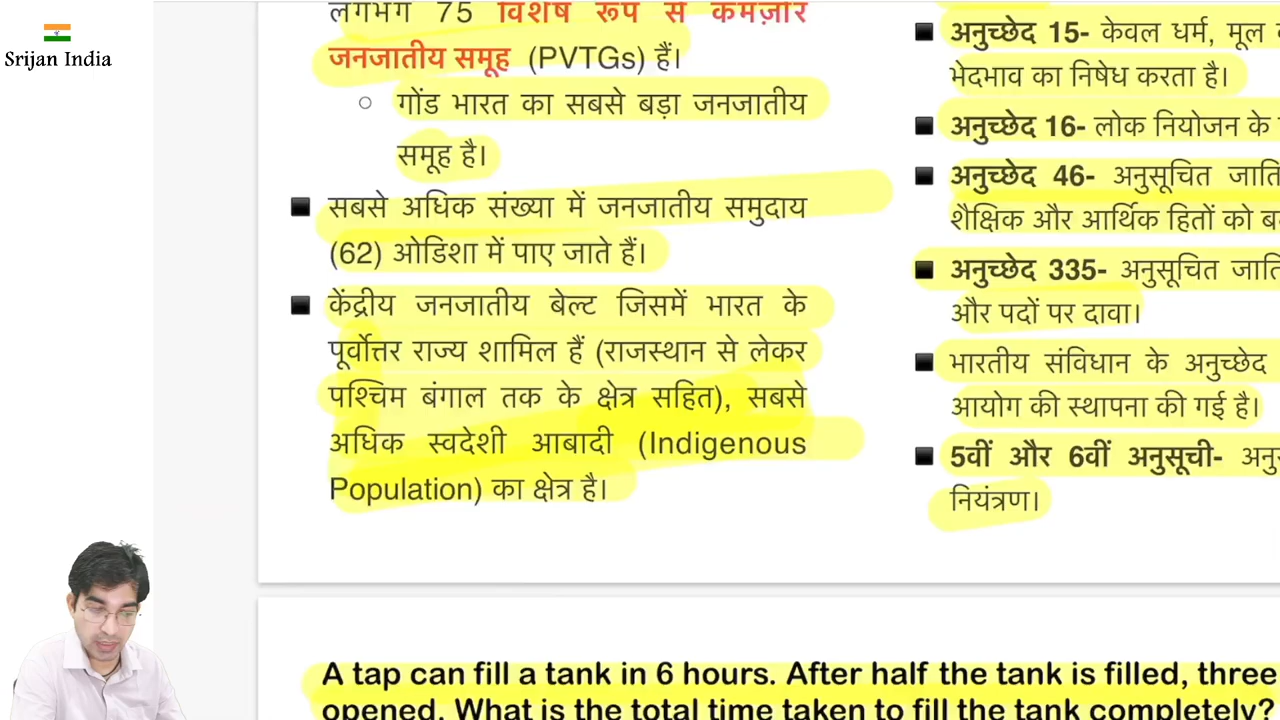 Srijan India
लगभग 75 विशेष रूप से कमज़ोर
जनजातीय समूह (PVTGs) हैं।
गोंड भारत का सबसे बड़ा जनजातीय
समूह है।
सबसे अधिक संख्या में जनजातीय समुदाय
(62) ओडिशा में पाए जाते हैं।
केंद्रीय जनजातीय बेल्ट जिसमें भारत के
पूर्वोत्तर राज्य शामिल हैं (राजस्थान से लेकर
पश्चिम बंगाल तक के क्षेत्र सहित), सबसे
अधिक स्वदेशी आबादी (Indigenous
Population) का क्षेत्र है।
अनुच्छेद 15- केवल धर्म, मूल
भेदभाव का निषेध करता है।
अनुच्छेद 16- लोक नियोजन के
अनुच्छेद 46- अनुसूचित जाति
शैक्षिक और आर्थिक हितों को
अनुच्छेद 335- अनुसूचित जाति
और पदों पर दावा।
भारतीय संविधान के अनुच्छेद
आयोग की स्थापना की गई है।
5वीं और 6वीं अनुसूची-
नियंत्रण।
A tap can fill a tank in 6 hours. After half the tank is filled, three
opened. What is the total time taken to fill the tank completely?